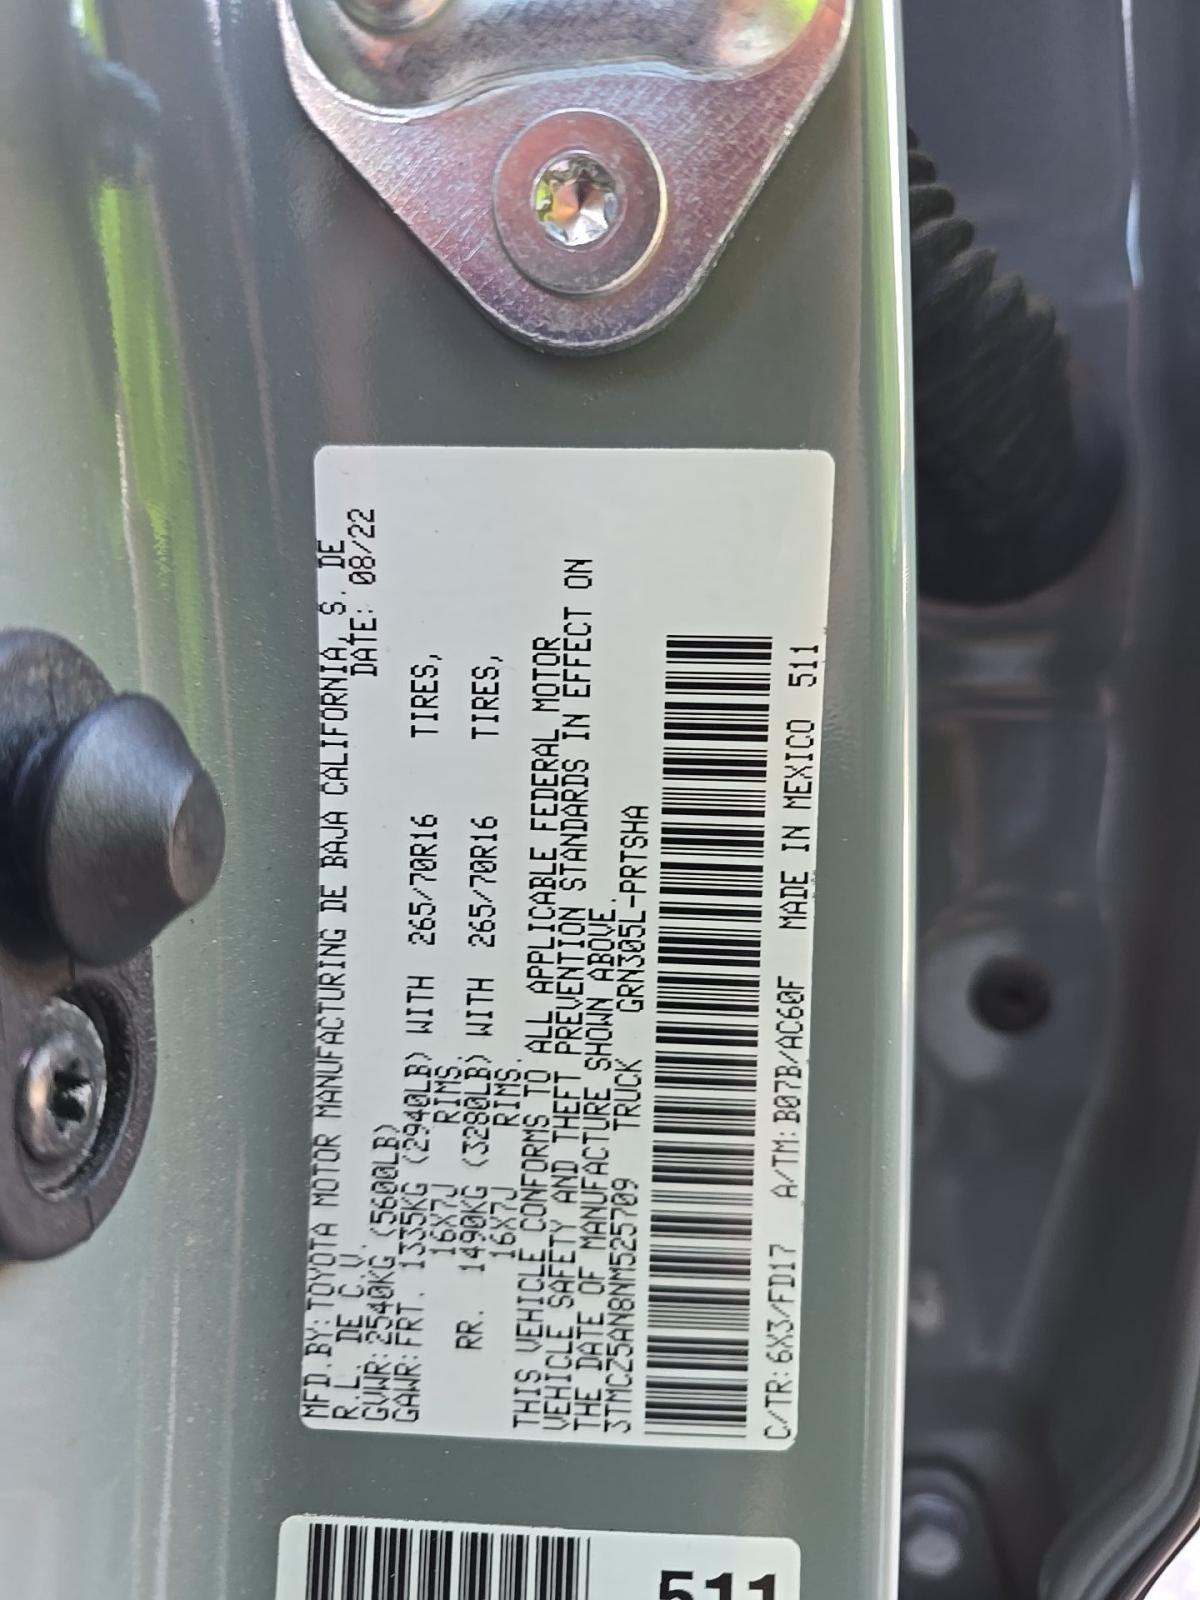 MFD.BY:TOYOTA MOTOR MANUFACTURING DE BAJA CALIFORNIA, S. DE
R.L. DE C.V. DATE: 08/22
GVWR:2540KG (5600LB)
GAWR:FRT. 1335KG (2940LB) WITH 265/70R16 TIRES,
16X7J RIMS.
RR. 1490KG (3280LB) WITH 265/70R16 TIRES,
16X7J RIMS.
THIS VEHICLE CONFORMS TO ALL APPLICABLE FEDERAL MOTOR
VEHICLE SAFETY AND THEFT PREVENTION STANDARDS IN EFFECT ON
THE DATE OF MANUFACTURE SHOWN ABOVE.
3TMCZ5AN8NM525709 TRUCK GRN305L-PRTSHA
C/TR:6X3/FD17 A/TM:B07B/AC60F MADE IN MEXICO 511
511